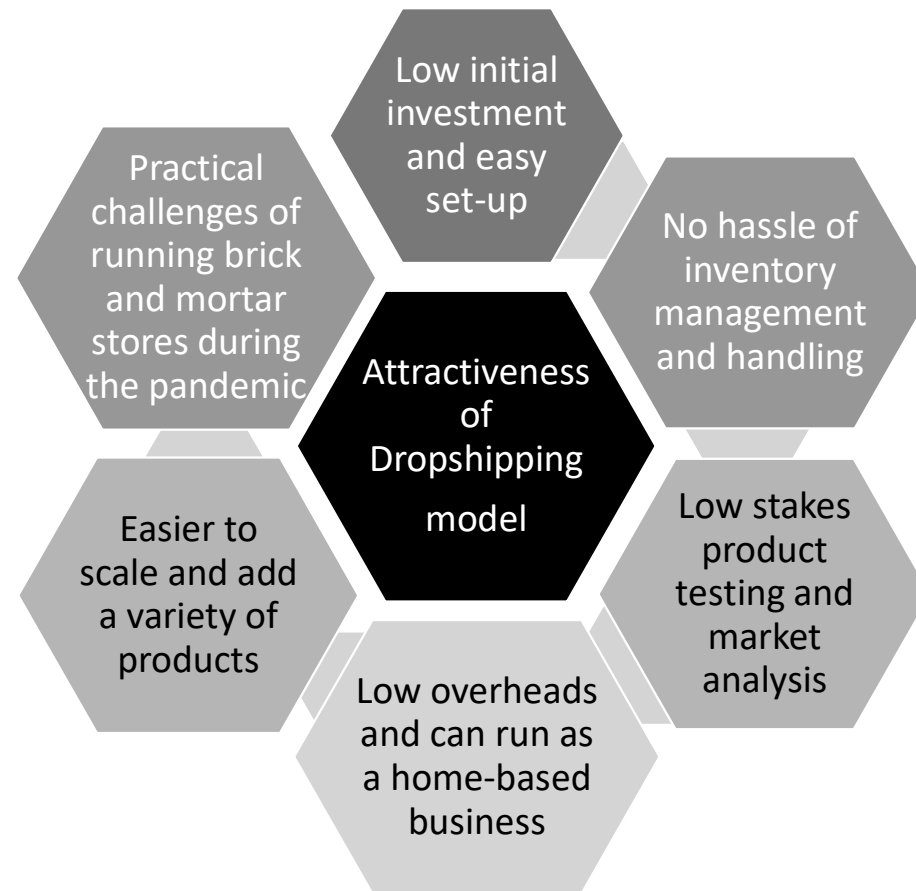 Low initial
investment
and easy
set-up
No hassle of
inventory
management
and handling
Low stakes
product
testing and
market
analysis
Low overheads
and can run as
a home-based
business
Easier to
scale and add
a variety of
products
Practical
challenges of
running brick
and mortar
stores during
the pandemic
Attractiveness
of
Dropshipping
model